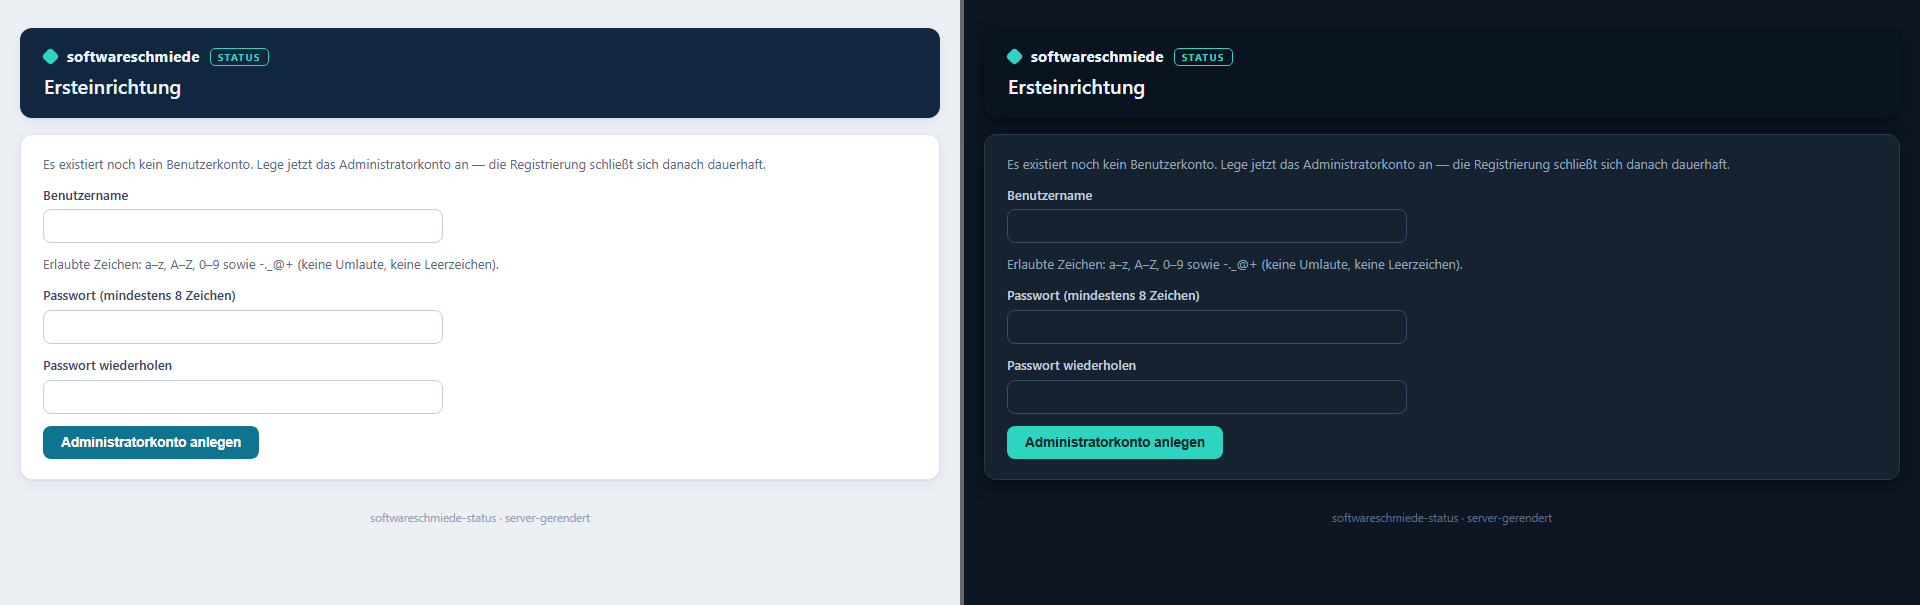 softwareschmiede STATUS
Ersteinrichtung
Es existiert noch kein Benutzerkonto. Lege jetzt das Administratorkonto an — die Registrierung schließt sich danach dauerhaft.
Benutzername
Erlaubte Zeichen: a–z, A–Z, 0–9 sowie -._@+ (keine Umlaute, keine Leerzeichen).
Passwort (mindestens 8 Zeichen)
Passwort wiederholen
Administratorkonto anlegen
softwareschmiede-status · server-gerendert
softwareschmiede STATUS
Ersteinrichtung
Es existiert noch kein Benutzerkonto. Lege jetzt das Administratorkonto an — die Registrierung schließt sich danach dauerhaft.
Benutzername
Erlaubte Zeichen: a–z, A–Z, 0–9 sowie -._@+ (keine Umlaute, keine Leerzeichen).
Passwort (mindestens 8 Zeichen)
Passwort wiederholen
Administratorkonto anlegen
softwareschmiede-status · server-gerendert